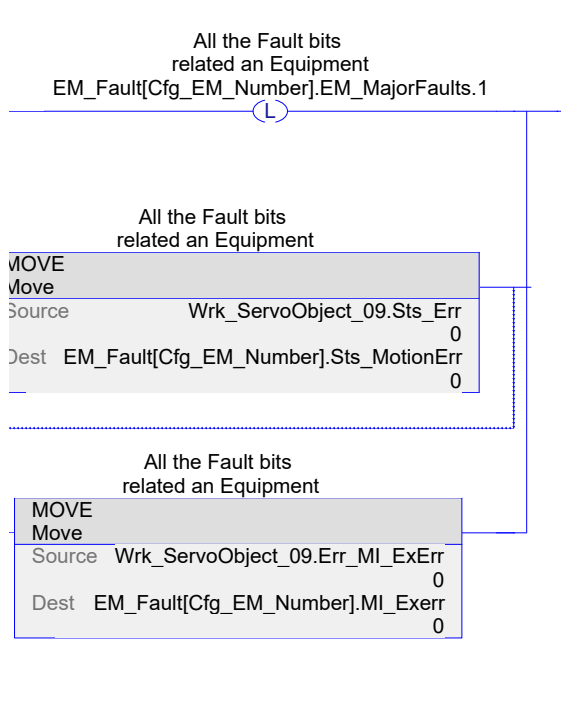 All the Fault bits
related an Equipment
EM_Fault[Cfg_EM_Number].EM_MajorFaults.1
L
All the Fault bits
related an Equipment
MOVE
Move
Source Wrk_ServoObject_09.Sts_Err
0
Dest EM_Fault[Cfg_EM_Number].Sts_MotionErr
0
All the Fault bits
related an Equipment
MOVE
Move
Source Wrk_ServoObject_09.Err_MI_ExErr
0
Dest EM_Fault[Cfg_EM_Number].MI_Exerr
0